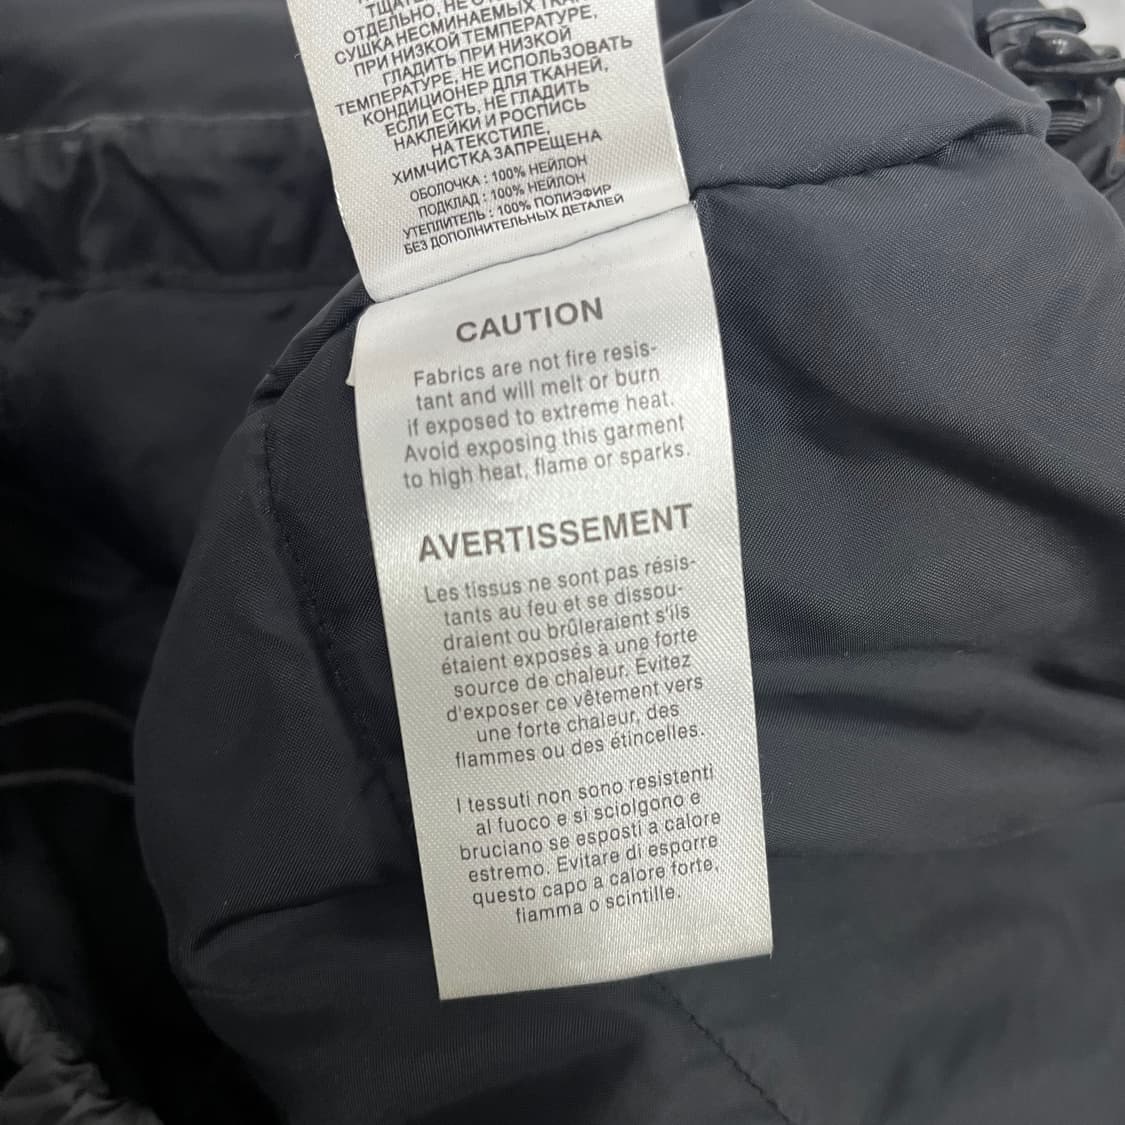 ОТДЕЛЬНО, НЕ
СУШКА НЕСМИНАЕМЫХ
ПРИ НИЗКОЙ ТЕМПЕРАТУРЕ,
ГЛАДИТЬ ПРИ НИЗКОЙ
ТЕМПЕРАТУРЕ, НЕ ИСПОЛЬЗОВАТЬ
КОНДИЦИОНЕР ДЛЯ ТКАНЕЙ,
ЕСЛИ ЕСТЬ, НЕ ГЛАДИТЬ
НАКЛЕЙКИ И РОСПИСЬ
НА ТЕКСТИЛЕ,
ХИМЧИСТКА ЗАПРЕЩЕНА
ОБОЛОЧКА : 100% НЕЙЛОН
ПОДКЛАД : 100% НЕЙЛОН
УТЕПЛИТЕЛЬ : 100% ПОЛИЭФИР
БЕЗ ДОПОЛНИТЕЛЬНЫХ ДЕТАЛЕЙ
CAUTION
Fabrics are not fire resis-
tant and will melt or burn
if exposed to extreme heat.
Avoid exposing this garment
to high heat, flame or sparks.
AVERTISSEMENT
Les tissus ne sont pas résis-
tants au feu et se dissou-
draient ou brûleraient s'ils
étaient exposés a une forte
source de chaleur. Évitez
d'exposer ce vêtement vers
une forte chaleur, des
flammes ou des étincelles.
I tessuti non sono resistenti
al fuoco e si sciolgono e
bruciano se esposti a calore
estremo. Evitare di esporre
questo capo a calore forte,
fiamma o scintille.